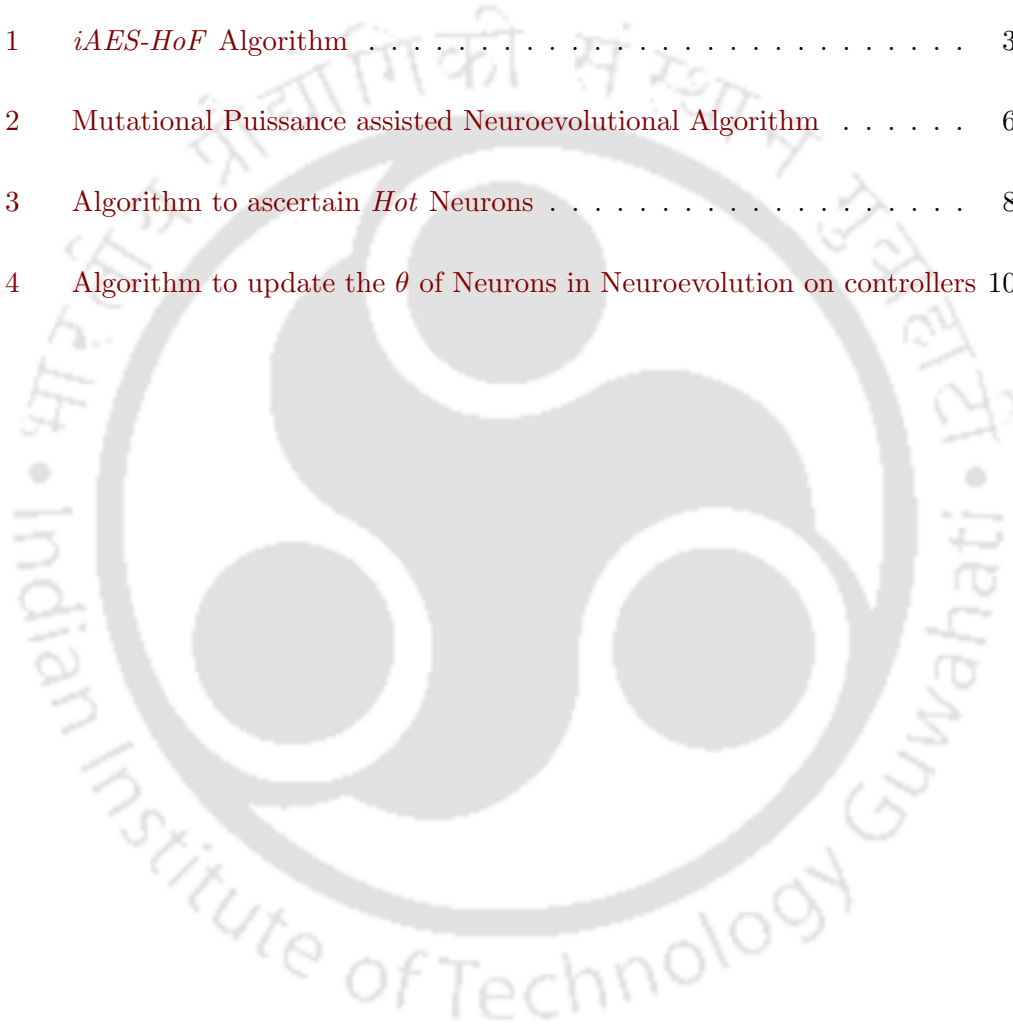 1 iAES-HoF Algorithm . . . . . . . . . . . . . . . . . . . . . . . . . . . 3
2 Mutational Puissance assisted Neuroevolutional Algorithm . . . . . . 6
3 Algorithm to ascertain Hot Neurons . . . . . . . . . . . . . . . . . . . 8
4 Algorithm to update the θ of Neurons in Neuroevolution on controllers 10
भारतीय प्रौद्योगिकी संस्थान गुवाहाटी
• Indian Institute of Technology Guwahati •